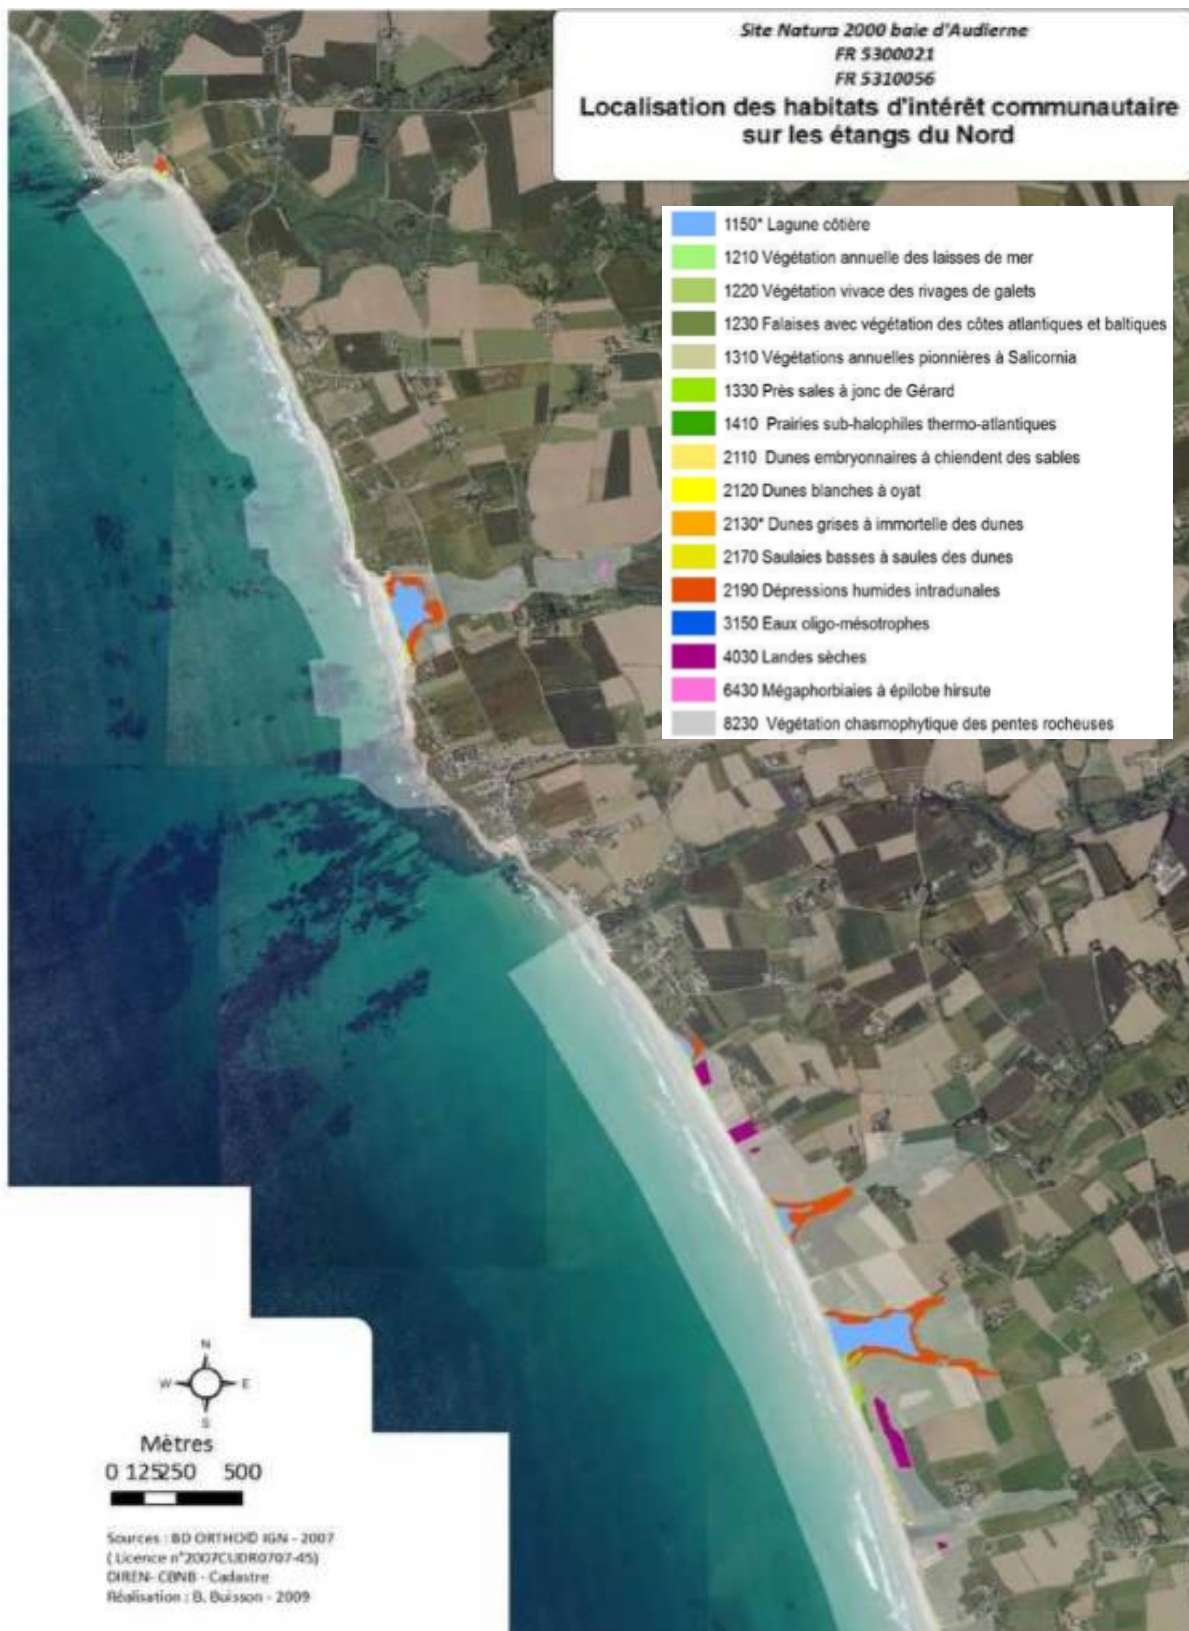 Site Natura 2000 baie d'Audierne
FR 5300021
FR 5310056
Localisation des habitats d'intérêt communautaire
sur les étangs du Nord
1150* Lagune côtière
1210 Végétation annuelle des laisses de mer
1220 Végétation vivace des rivages de galets
1230 Falaises avec végétation des côtes atlantiques et baltiques
1310 Végétations annuelles pionnières à Salicornia
1330 Près sales à jonc de Gérard
1410 Prairies sub-halophiles thermo-atlantiques
2110 Dunes embryonnaires à chiendent des sables
2120 Dunes blanches à oyat
2130* Dunes grises à immortelle des dunes
2170 Saulaies basses à saules des dunes
2190 Dépressions humides intradunales
3150 Eaux oligo-mésotrophes
4030 Landes sèches
6430 Mégaphorbiaies à épilobe hirsute
8230 Végétation chasmophytique des pentes rocheuses
N
W E
S
Mètres
0 125250 500
Sources : BD ORTHO© IGN - 2007
( Licence n°2007CUDR0707-45)
DIREN- CBNB - Cadastre
Réalisation : B. Buisson - 2009